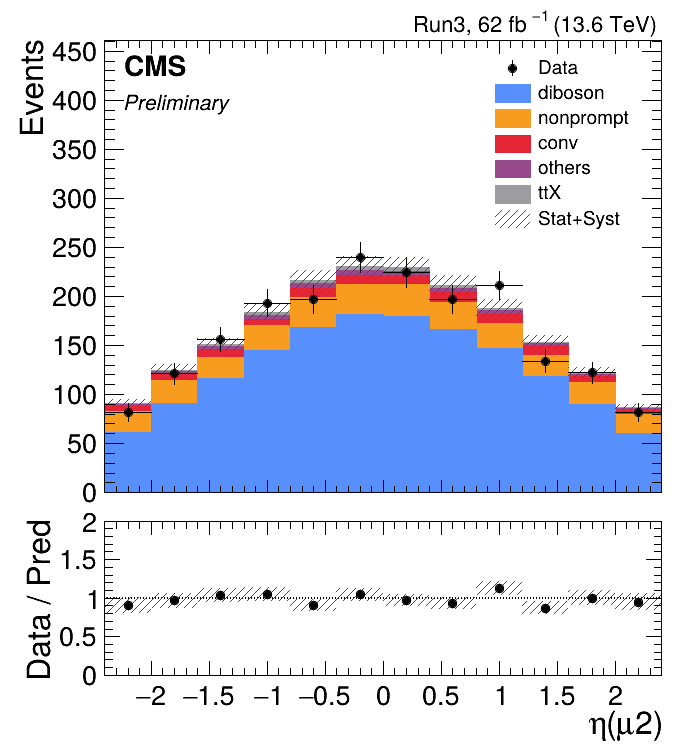 Run3, 62 fb⁻¹ (13.6 TeV)
CMS
Preliminary
Events
450
400
350
300
250
200
150
100
50
0
Data
diboson
nonprompt
conv
others
ttX
Stat+Syst
Data / Pred
2
1.5
1
0.5
0
−2 −1.5 −1 −0.5 0 0.5 1 1.5 2
η(μ2)